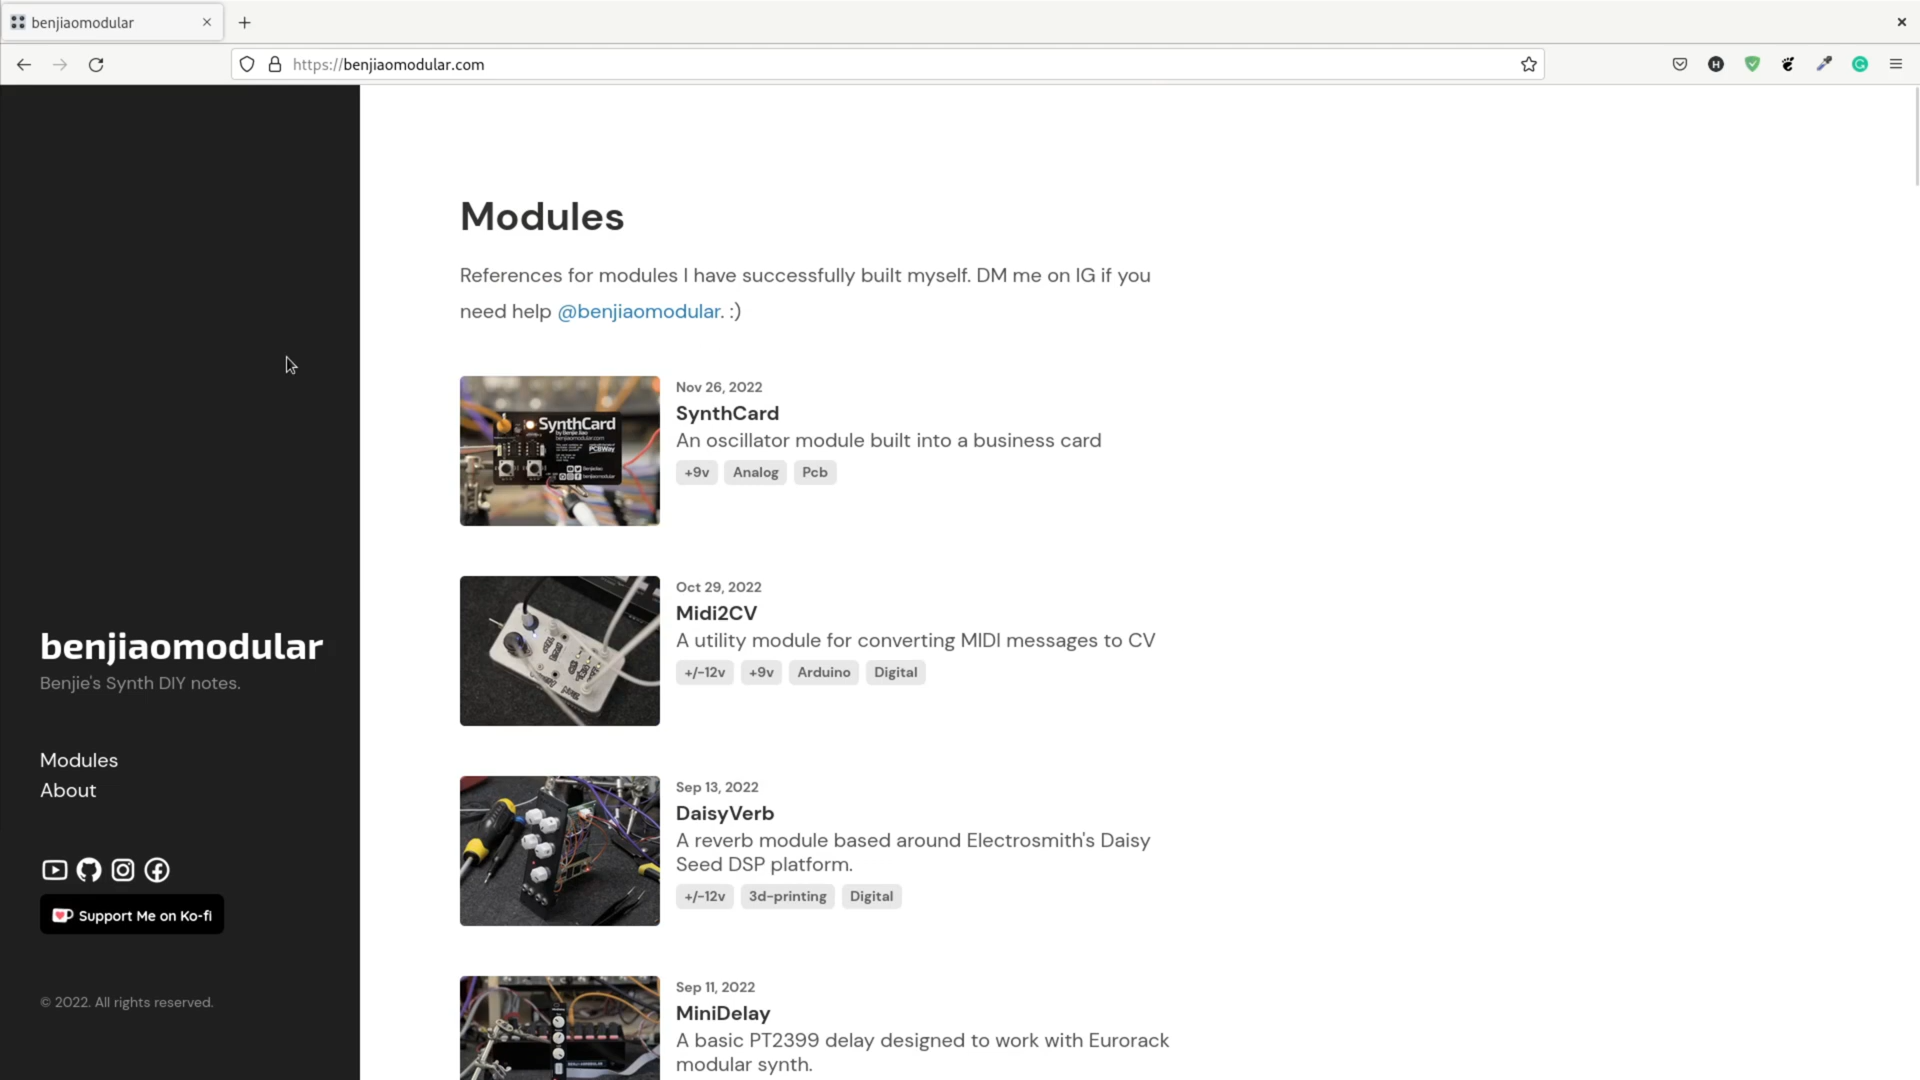 benjiaomodular
https://benjiaomodular.com
benjiaomodular
Benjie's Synth DIY notes.
Modules
About
Support Me on Ko-fi
© 2022. All rights reserved.
Modules
References for modules I have successfully built myself. DM me on IG if you
need help @benjiaomodular. :)
SynthCard
PCBWay
Nov 26, 2022
SynthCard
An oscillator module built into a business card
+9v
Analog
Pcb
Oct 29, 2022
Midi2CV
A utility module for converting MIDI messages to CV
+/-12v
+9v
Arduino
Digital
Sep 13, 2022
DaisyVerb
A reverb module based around Electrosmith's Daisy
Seed DSP platform.
+/-12v
3d-printing
Digital
Sep 11, 2022
MiniDelay
A basic PT2399 delay designed to work with Eurorack
modular synth.